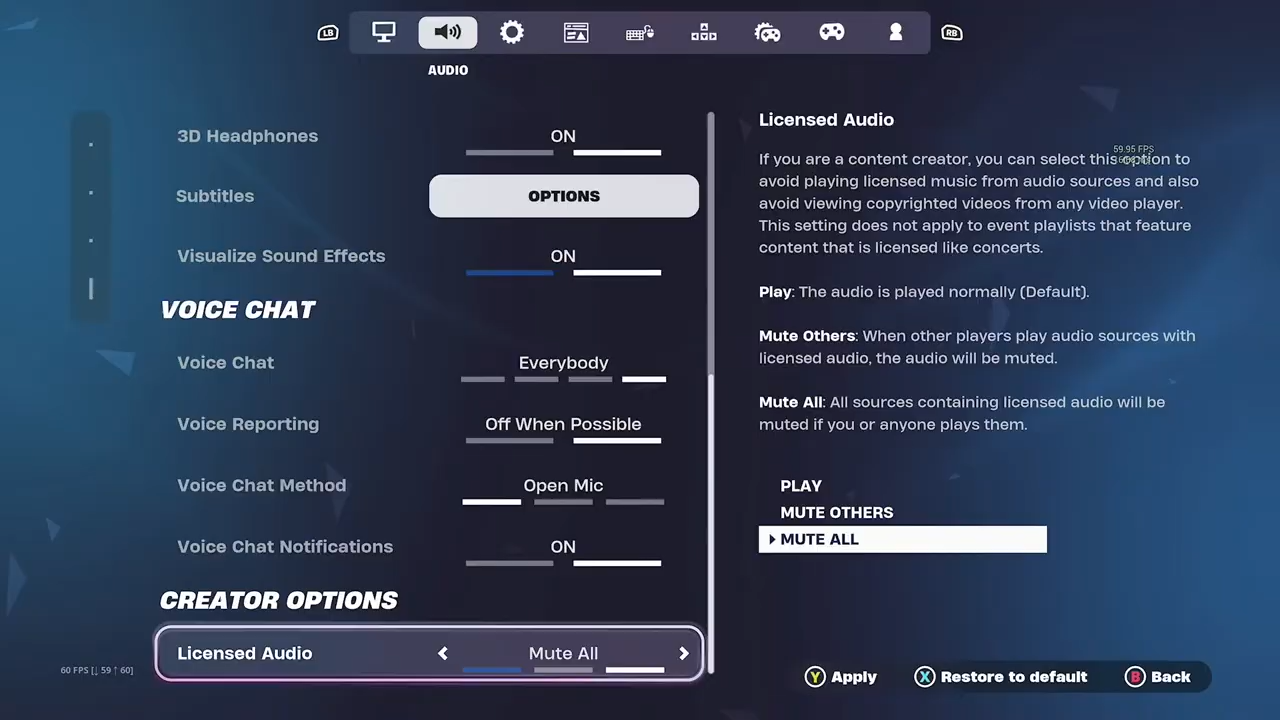 LB
RB
AUDIO
3D Headphones
ON
Subtitles
OPTIONS
Visualize Sound Effects
ON
VOICE CHAT
Voice Chat
Everybody
Voice Reporting
Off When Possible
Voice Chat Method
Open Mic
Voice Chat Notifications
ON
CREATOR OPTIONS
Licensed Audio
Mute All
60 FPS [↓ 59 ↑ 60]
Licensed Audio
59.95 FPS
If you are a content creator, you can select this option to
avoid playing licensed music from audio sources and also
avoid viewing copyrighted videos from any video player.
This setting does not apply to event playlists that feature
content that is licensed like concerts.
Play: The audio is played normally (Default).
Mute Others: When other players play audio sources with
licensed audio, the audio will be muted.
Mute All: All sources containing licensed audio will be
muted if you or anyone plays them.
PLAY
MUTE OTHERS
MUTE ALL
Y Apply
X Restore to default
B Back